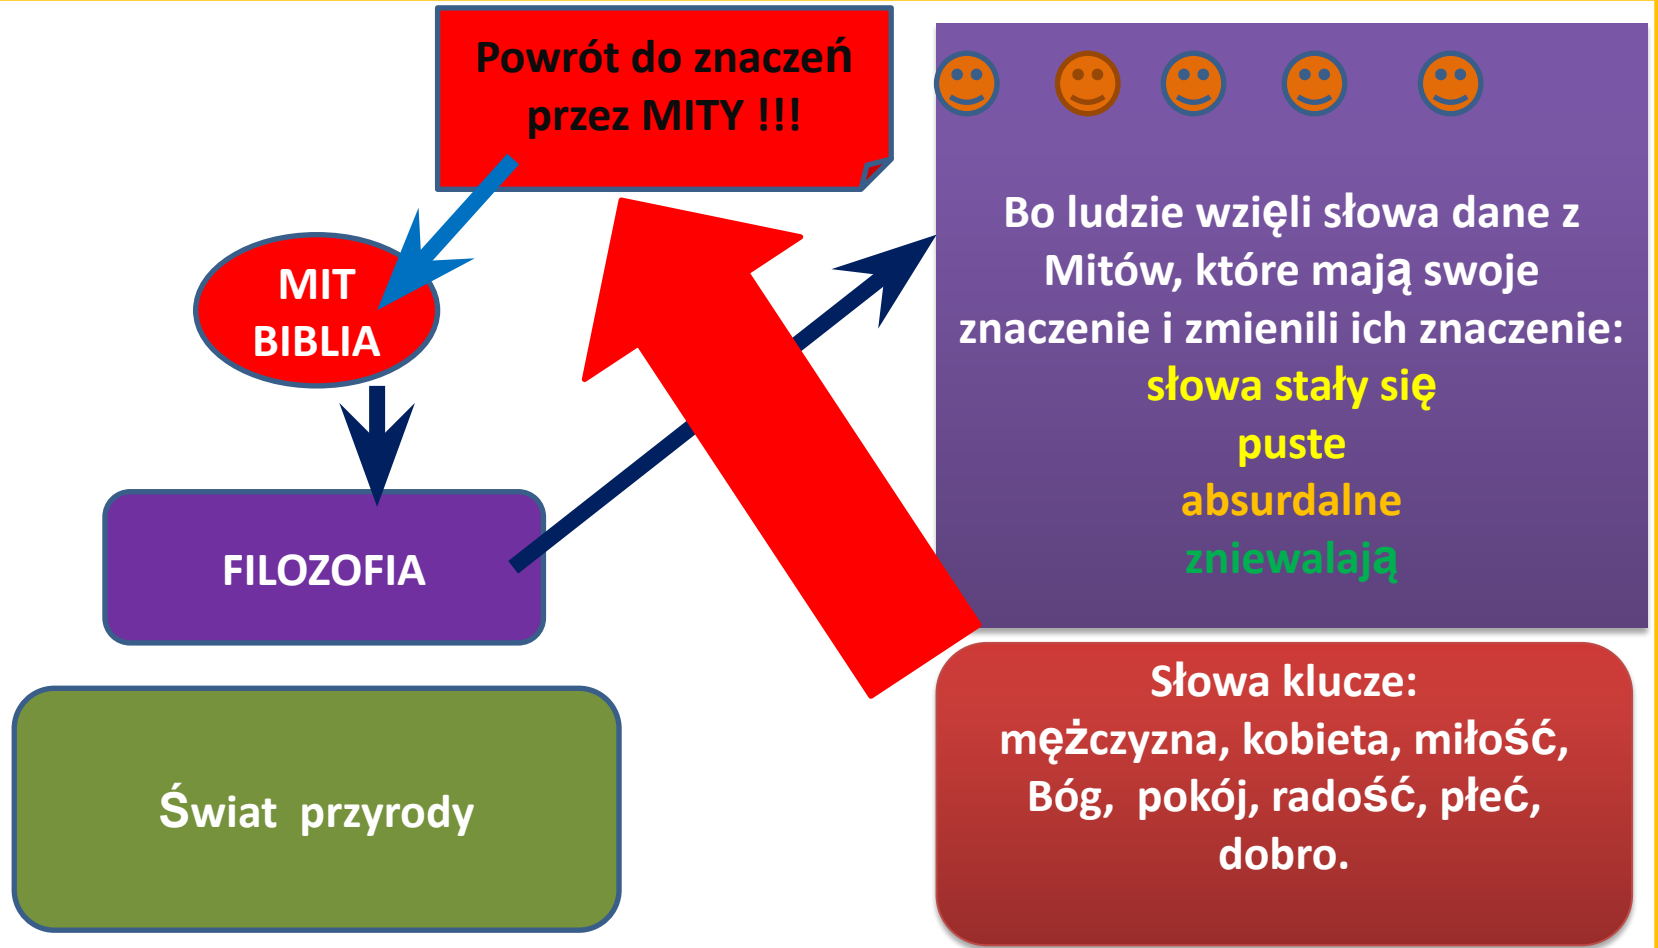 Powrót do znaczeń
przez MITY !!!
MIT
BIBLIA
FILOZOFIA
Świat  przyrody
Bo ludzie wzięli słowa dane z
Mitów, które mają swoje
znaczenie i zmienili ich znaczenie:
słowa stały się
puste
absurdalne
zniewalają
Słowa klucze:
mężczyzna, kobieta, miłość,
Bóg,  pokój, radość, płeć,
dobro.